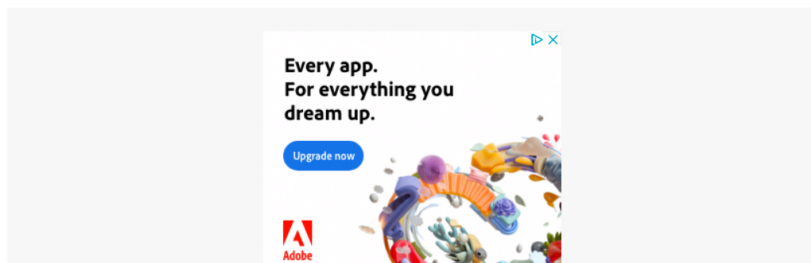 Every app.
For everything you
dream up.
Upgrade now
Adobe